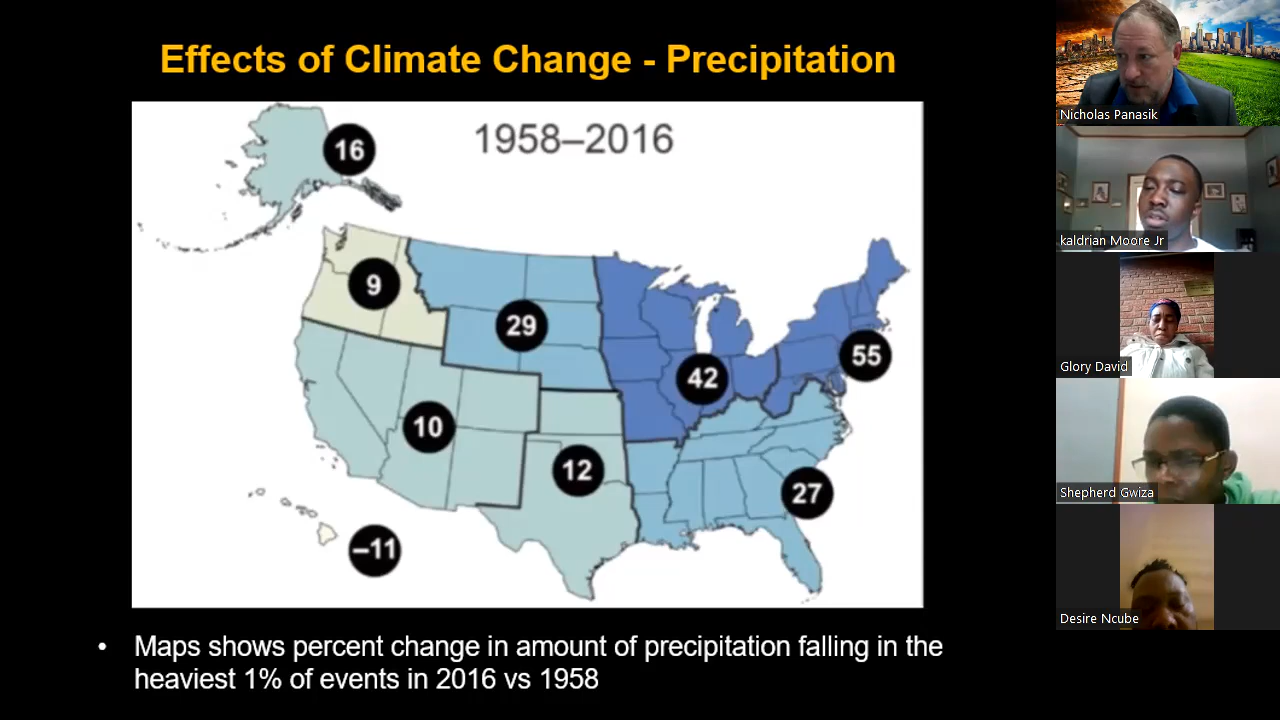 Effects of Climate Change - Precipitation
1958–2016
16
9
29
42
55
10
12
27
–11
• Maps shows percent change in amount of precipitation falling in the
heaviest 1% of events in 2016 vs 1958
Nicholas Panasik
kaldrian Moore Jr
Glory David
Shepherd Gwiza
Desire Ncube